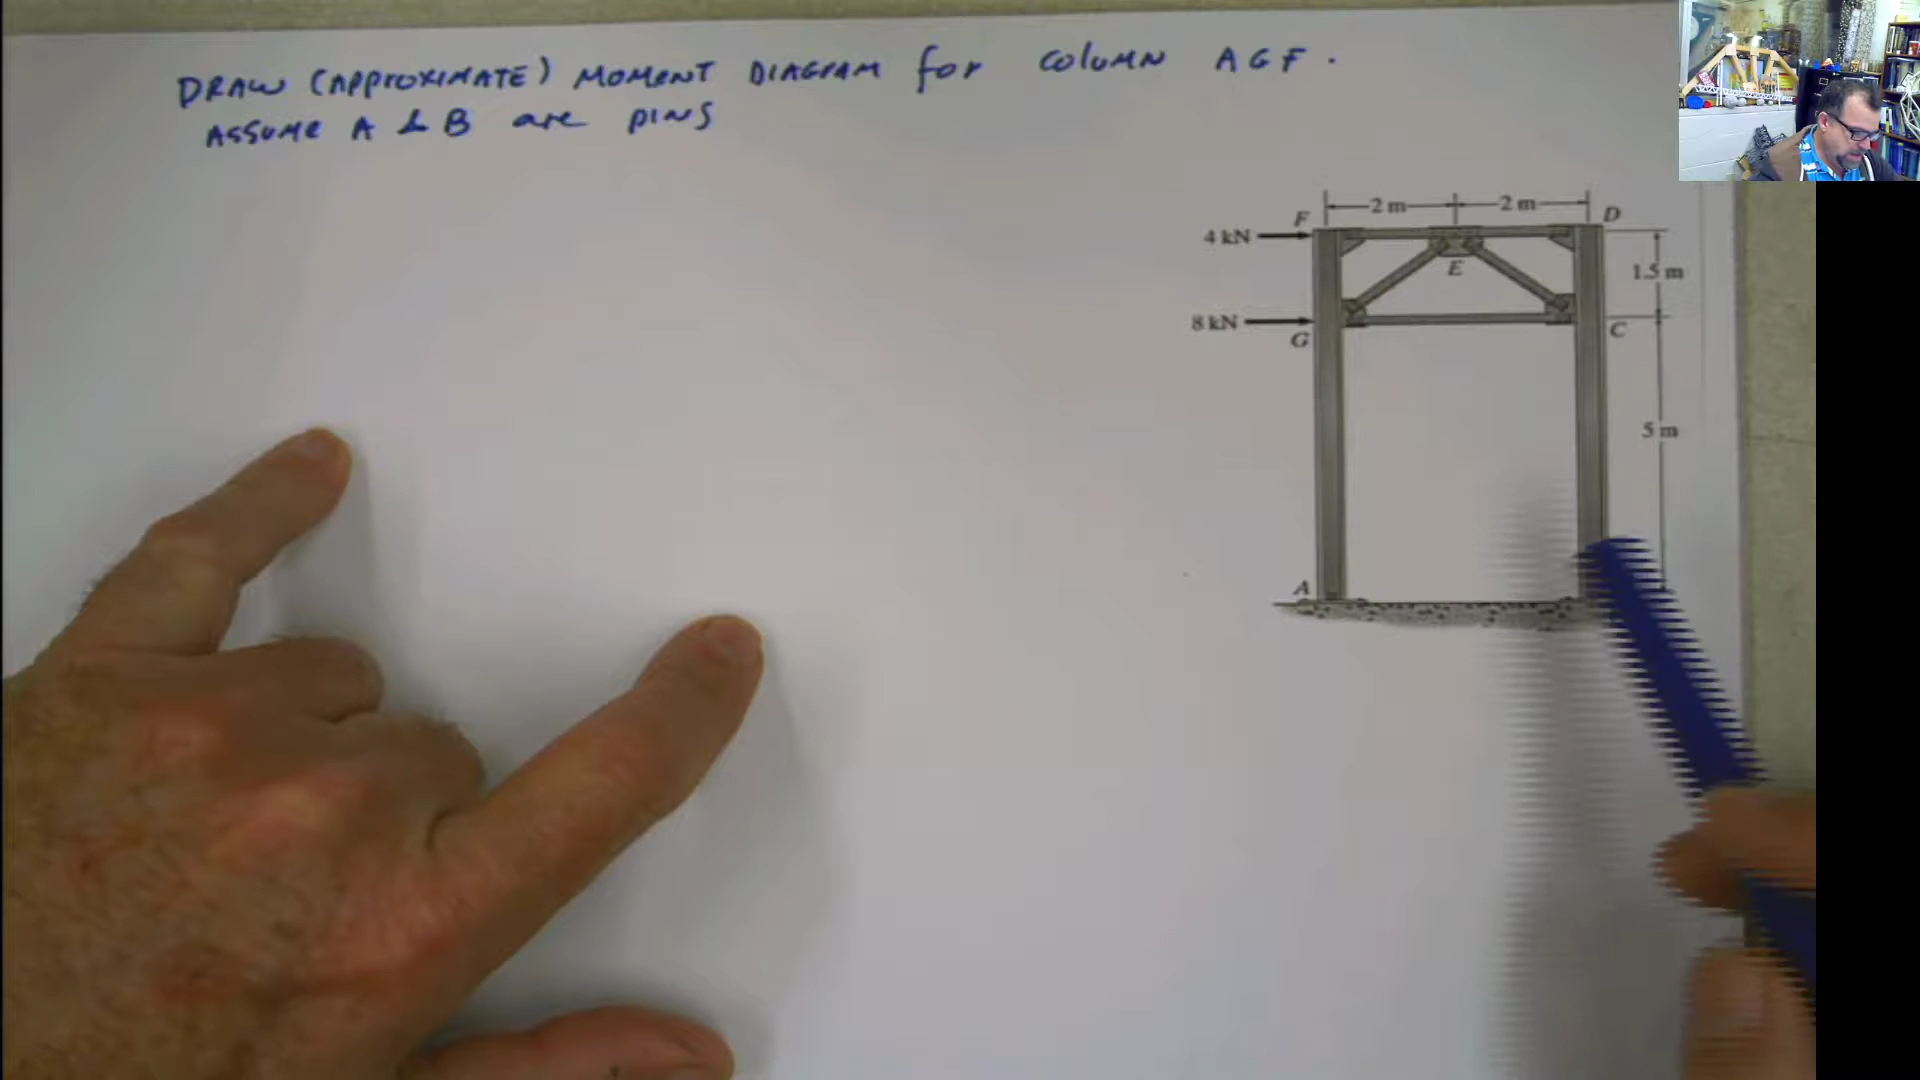 DRAW (APPROXIMATE) MOMENT DIAGRAM for COLUMN AGF.
ASSUME A & B are PINS
2 m 2 m
F D
4 kN
E
1.5 m
8 kN
G C
5 m
A